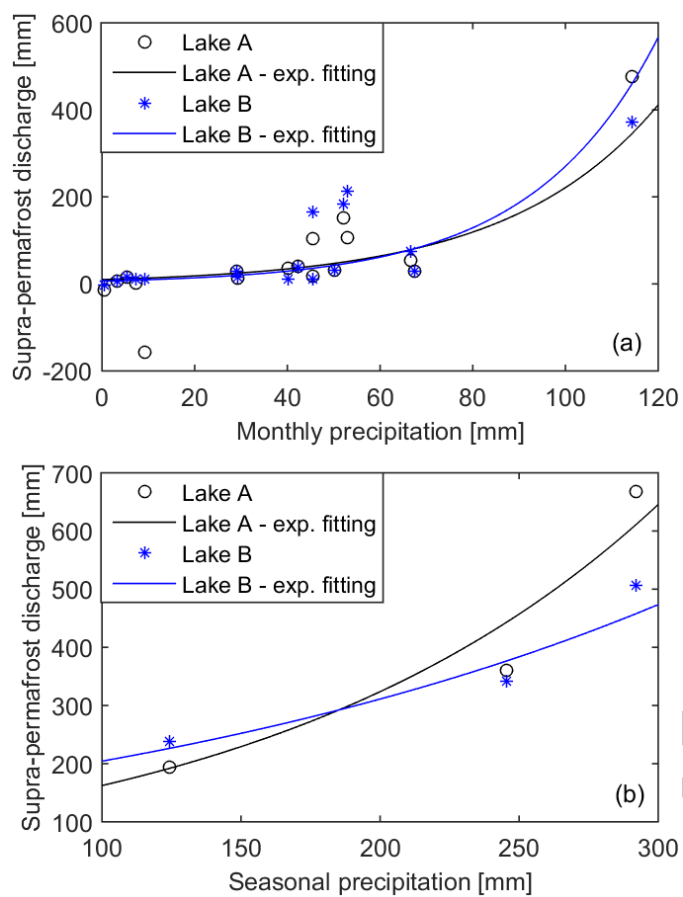 600
400
200
0
-200
Supra-permafrost discharge [mm]
Lake A
Lake A - exp. fitting
Lake B
Lake B - exp. fitting
(a)
0 20 40 60 80 100 120
Monthly precipitation [mm]
700
600
500
400
300
200
100
Supra-permafrost discharge [mm]
Lake A
Lake A - exp. fitting
Lake B
Lake B - exp. fitting
(b)
100 150 200 250 300
Seasonal precipitation [mm]